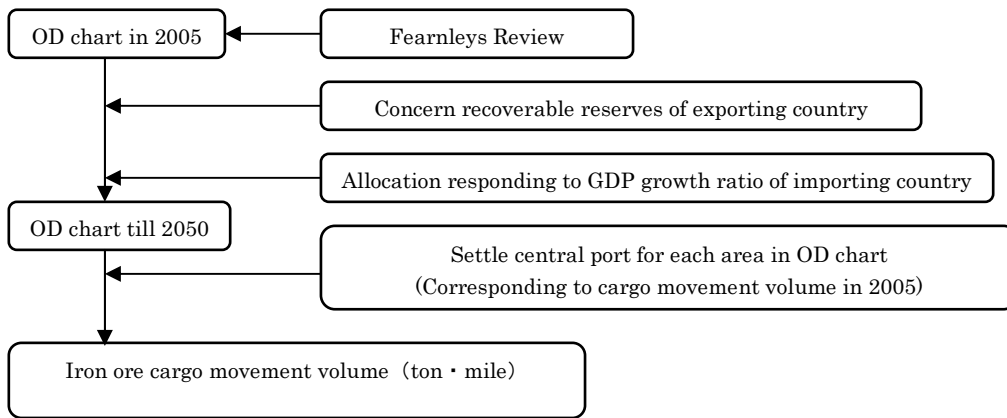 OD chart in 2005
Fearnleys Review
Concern recoverable reserves of exporting country
Allocation responding to GDP growth ratio of importing country
OD chart till 2050
Settle central port for each area in OD chart
(Corresponding to cargo movement volume in 2005)
Iron ore cargo movement volume（ton・mile）